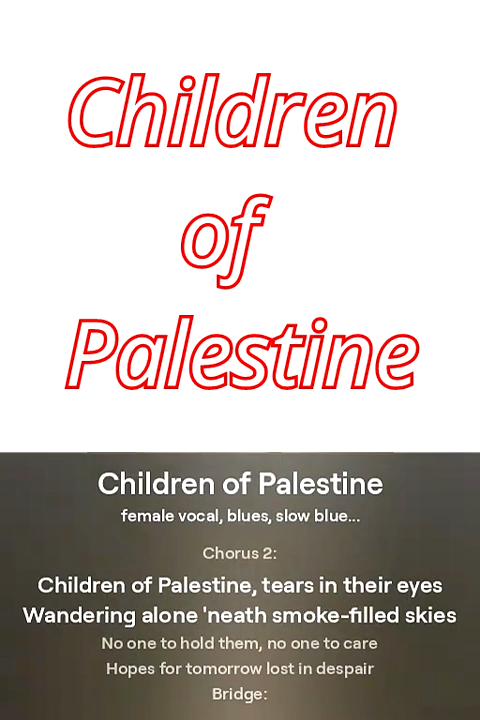 Children
of
Palestine
Children of Palestine
female vocal, blues, slow blue...
Chorus 2:
Children of Palestine, tears in their eyes
Wandering alone 'neath smoke-filled skies
No one to hold them, no one to care
Hopes for tomorrow lost in despair
Bridge: